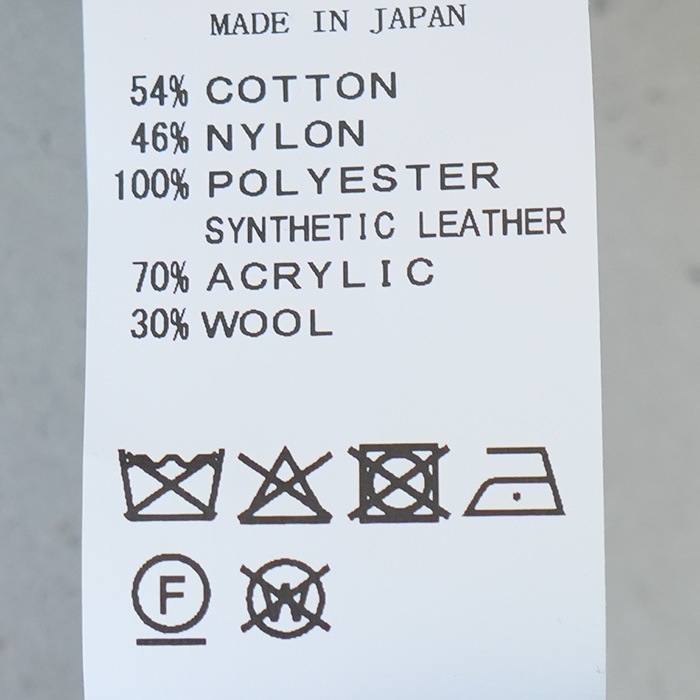 MADE IN JAPAN
54% COTTON
46% NYLON
100% POLYESTER
SYNTHETIC LEATHER
70% ACRYLIC
30% WOOL
F W